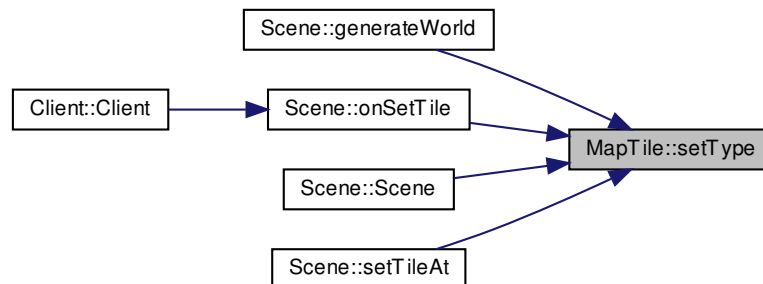 Scene::generateWorld
Client::Client
Scene::onSetTile
MapTile::setType
Scene::Scene
Scene::setTileAt